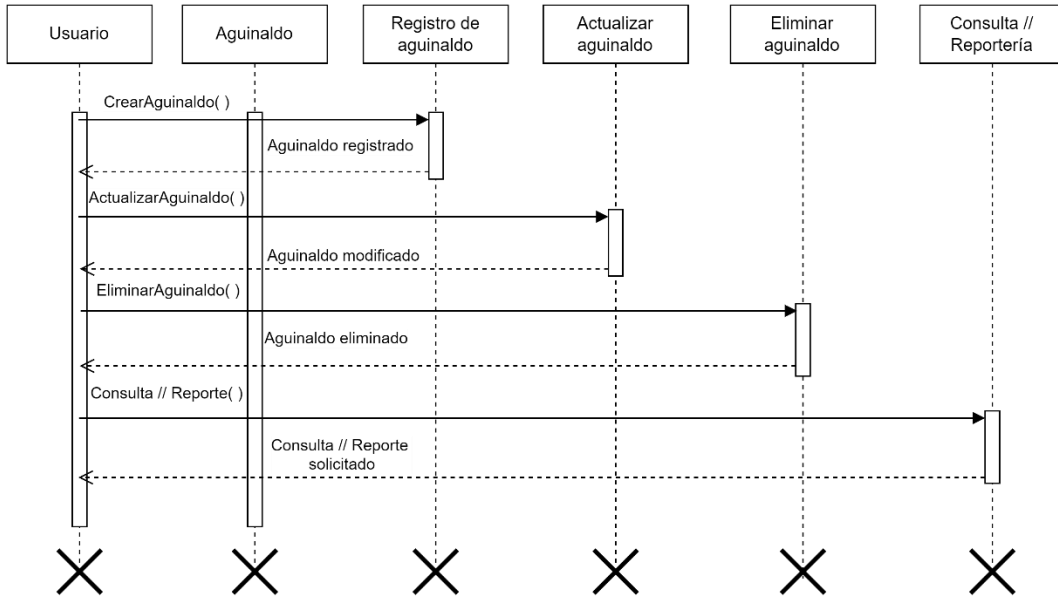 Usuario
Aguinaldo
Registro de
aguinaldo
Actualizar
aguinaldo
Eliminar
aguinaldo
Consulta //
Reportería
CrearAguinaldo( )
Aguinaldo registrado
ActualizarAguinaldo( )
Aguinaldo modificado
EliminarAguinaldo( )
Aguinaldo eliminado
Consulta // Reporte( )
Consulta // Reporte
solicitado